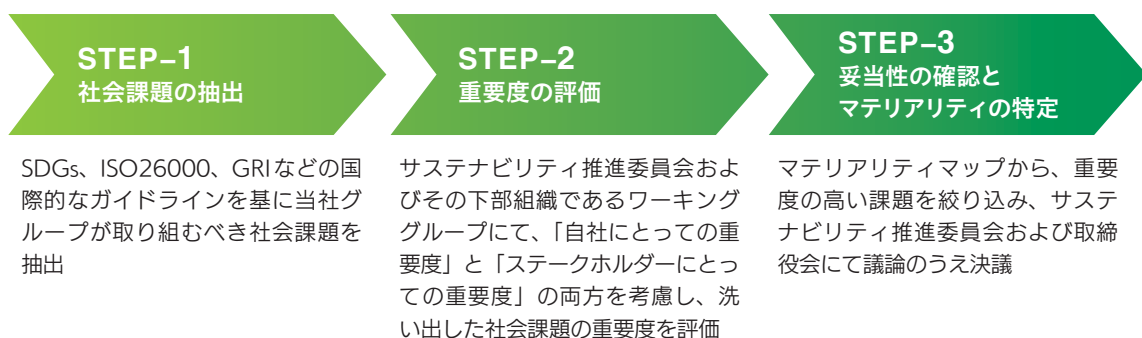 STEP–1
社会課題の抽出
SDGs、ISO26000、GRIなどの国
際的なガイドラインを基に当社グ
ループが取り組むべき社会課題を
抽出
STEP–2
重要度の評価
サステナビリティ推進委員会およ
びその下部組織であるワーキング
グループにて、「自社にとっての重
要度」と「ステークホルダーにとっ
ての重要度」の両方を考慮し、洗
い出した社会課題の重要度を評価
STEP–3
妥当性の確認と
マテリアリティの特定
マテリアリティマップから、重要
度の高い課題を絞り込み、サステ
ナビリティ推進委員会および取締
役会にて議論のうえ決議